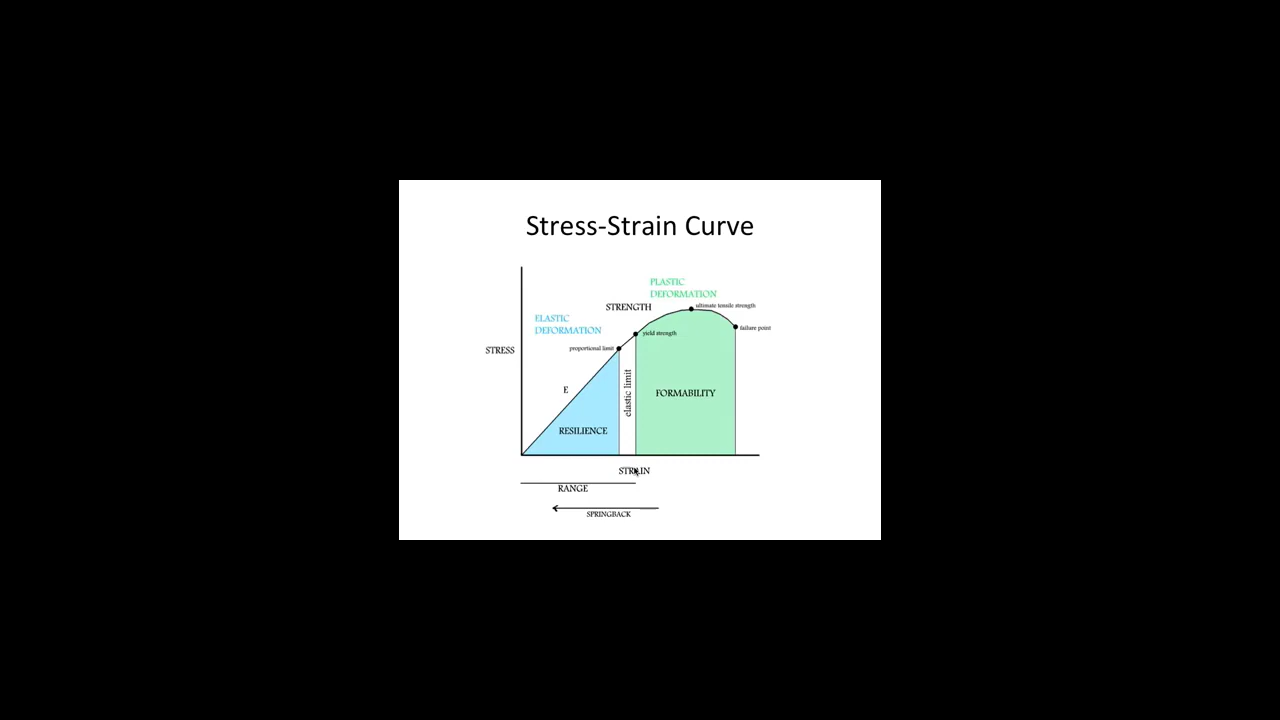 Stress-Strain Curve
PLASTIC
DEFORMATION
ultimate tensile strength
STRENGTH
ELASTIC
DEFORMATION
failure point
yield strength
proportional limit
STRESS
elastic limit
E
FORMABILITY
RESILIENCE
STRAIN
RANGE
SPRINGBACK